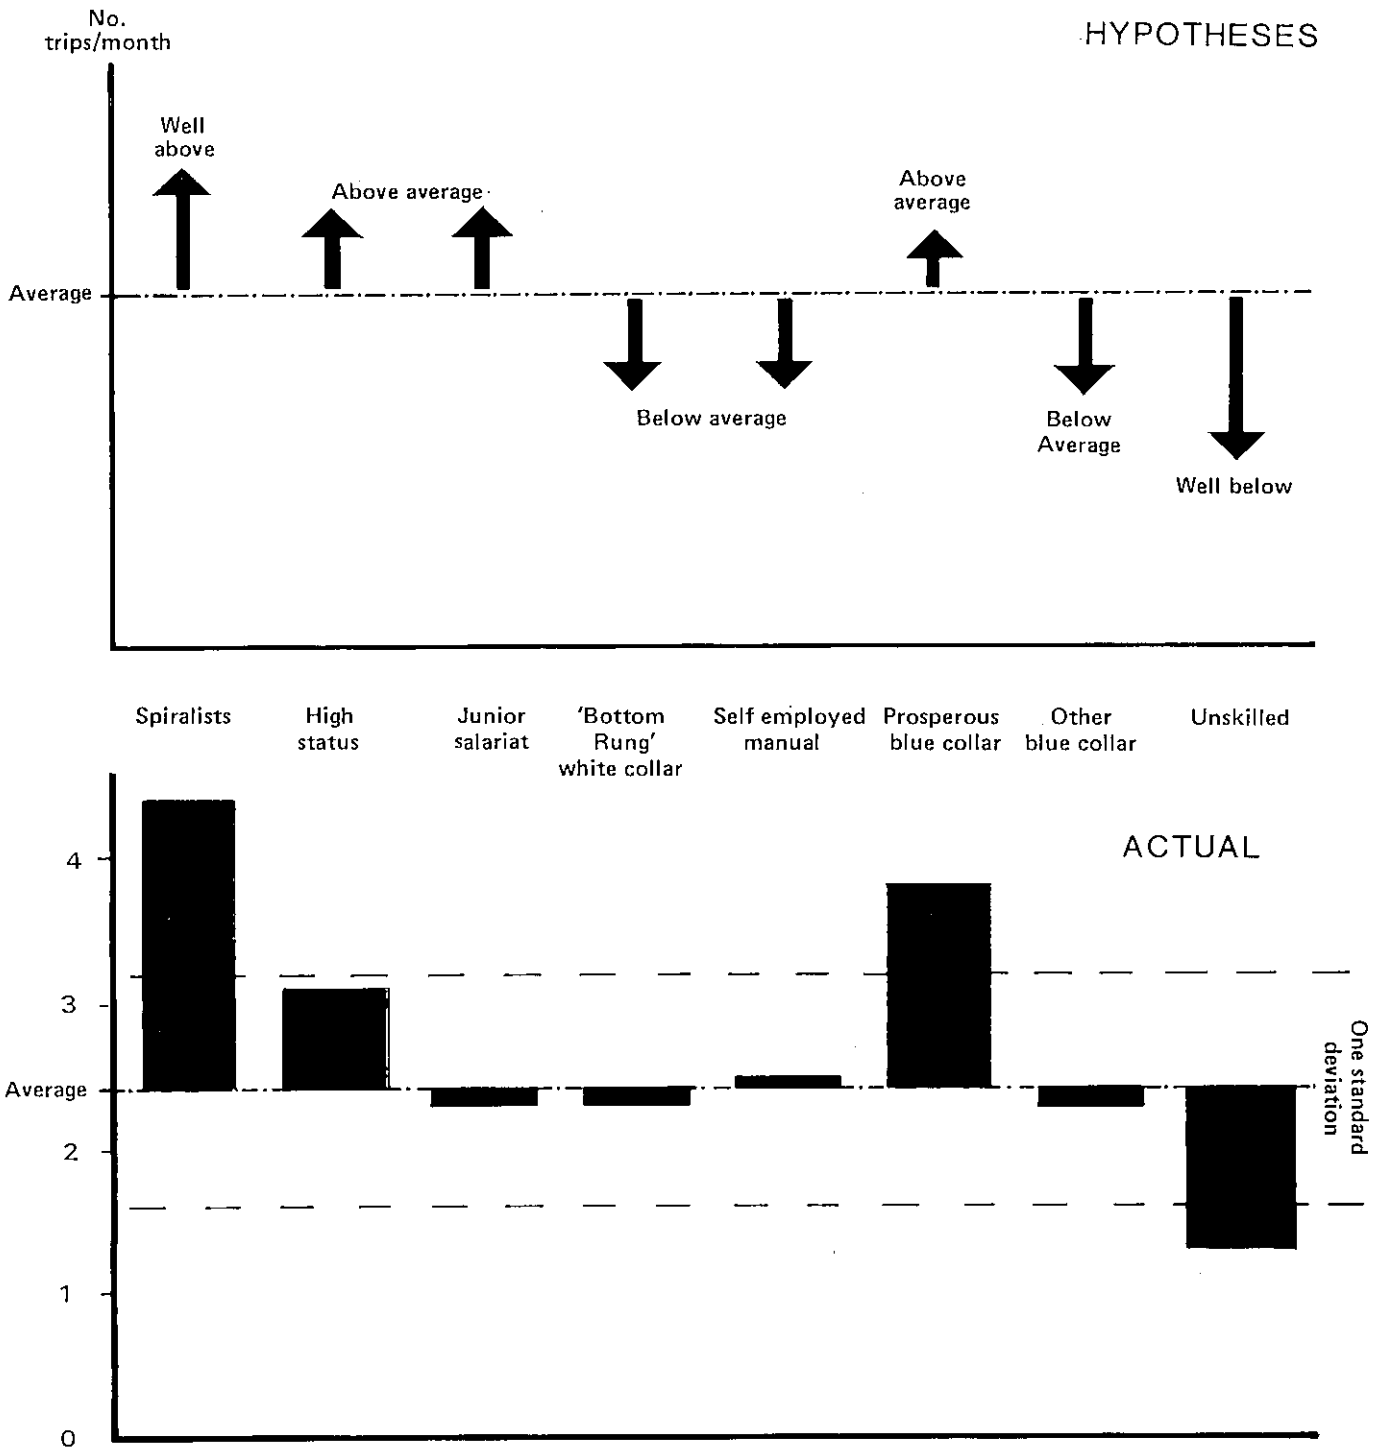 No.
trips/month
HYPOTHESES
Well
above
Above average
Above
average
Average
Below average
Below
Average
Well below
Spiralists
High
status
Junior
salariat
'Bottom
Rung'
white collar
Self employed
manual
Prosperous
blue collar
Other
blue collar
Unskilled
ACTUAL
4
3
Average
2
1
0
One standard
deviation